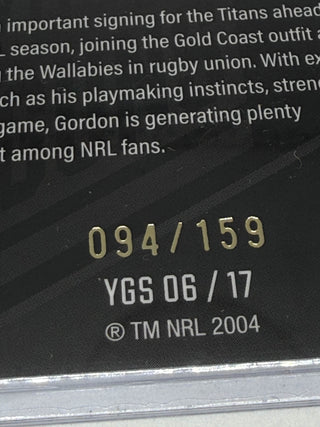 important signing for the Titans ahead
season, joining the Gold Coast outfit
the Wallabies in rugby union. With
as his playmaking instincts,
game, Gordon is generating plenty
among NRL fans.
094/159
YGS 06 / 17
® TM NRL 2004